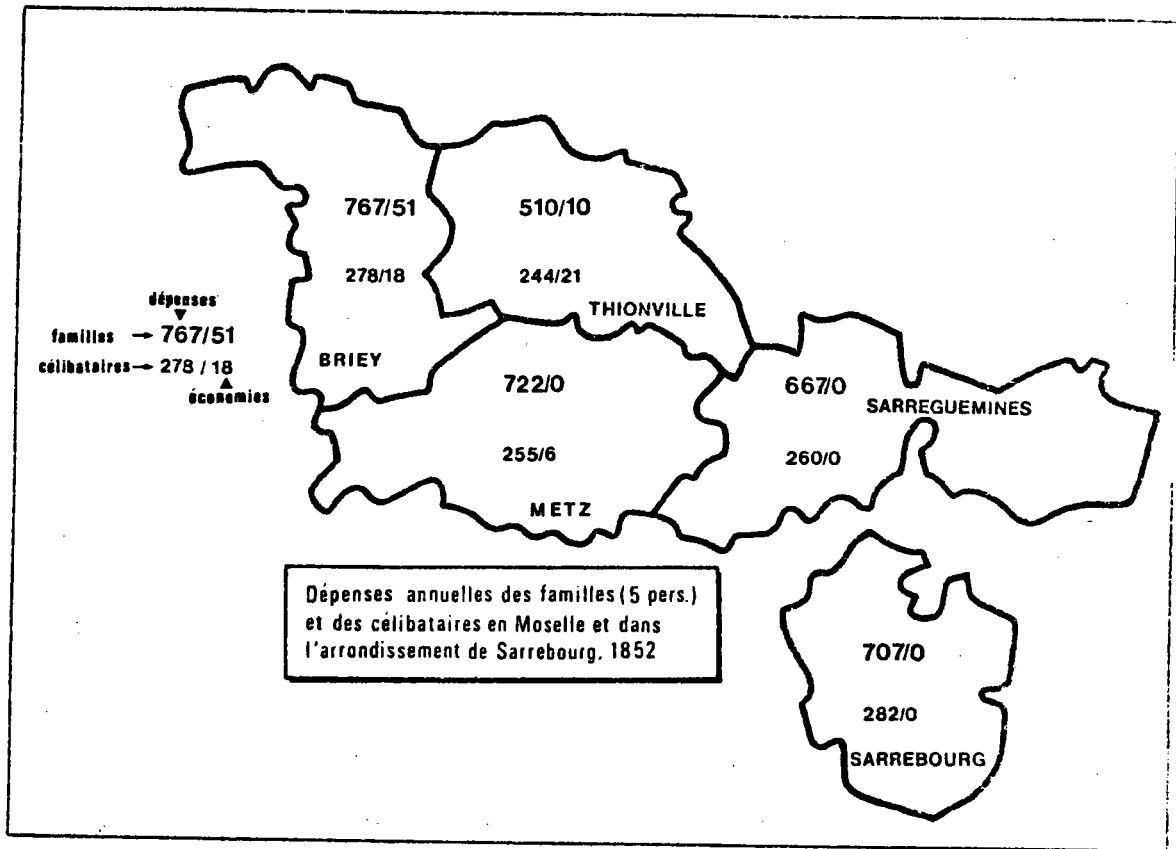 767/51
278/18
BRIEY
510/10
244/21
THIONVILLE
dépenses
familles → 767/51
célibataires → 278 / 18
économies
722/0
255/6
METZ
667/0
SARREGUEMINES
260/0
707/0
282/0
SARREBOURG
Dépenses annuelles des familles (5 pers.)
et des célibataires en Moselle et dans
l'arrondissement de Sarrebourg, 1852